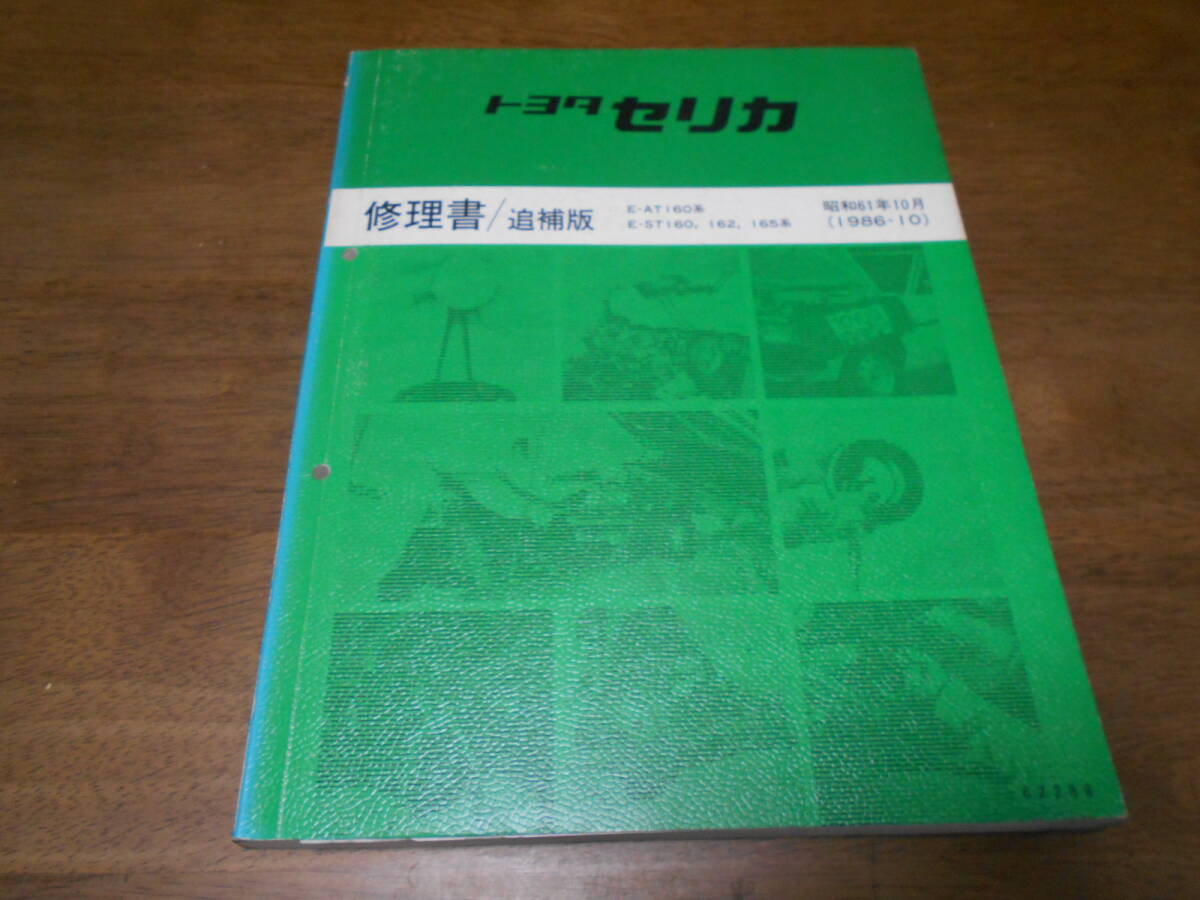 トヨタ セリカ
修理書/追補版
E-AT160系
E-ST160, 162, 165系
昭和61年10月
(1986-10)